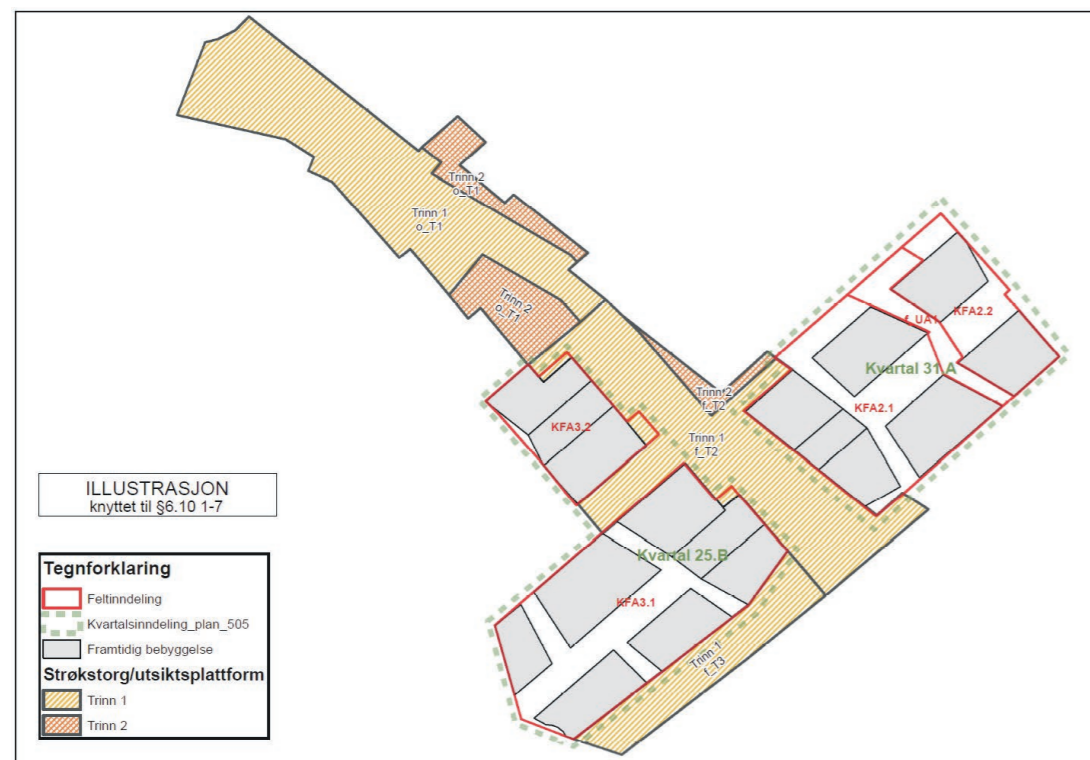 Trinn 2
o_T1
Trinn 1
o_T1
Trinn 2
o_T1
f_UA1
KFA2.2
Kvartal 31.A
KFA2.1
Trinn 2
f_T2
KFA3.2
Trinn 1
f_T2
ILLUSTRASJON
knyttet til §6.10 1-7
Kvartal 25.B
KFA3.1
Trinn 1
f_T3
Tegnforklaring
Feltinndeling
Kvartalsinndeling_plan_505
Framtidig bebyggelse
Strøkstorg/utsiktsplattform
Trinn 1
Trinn 2